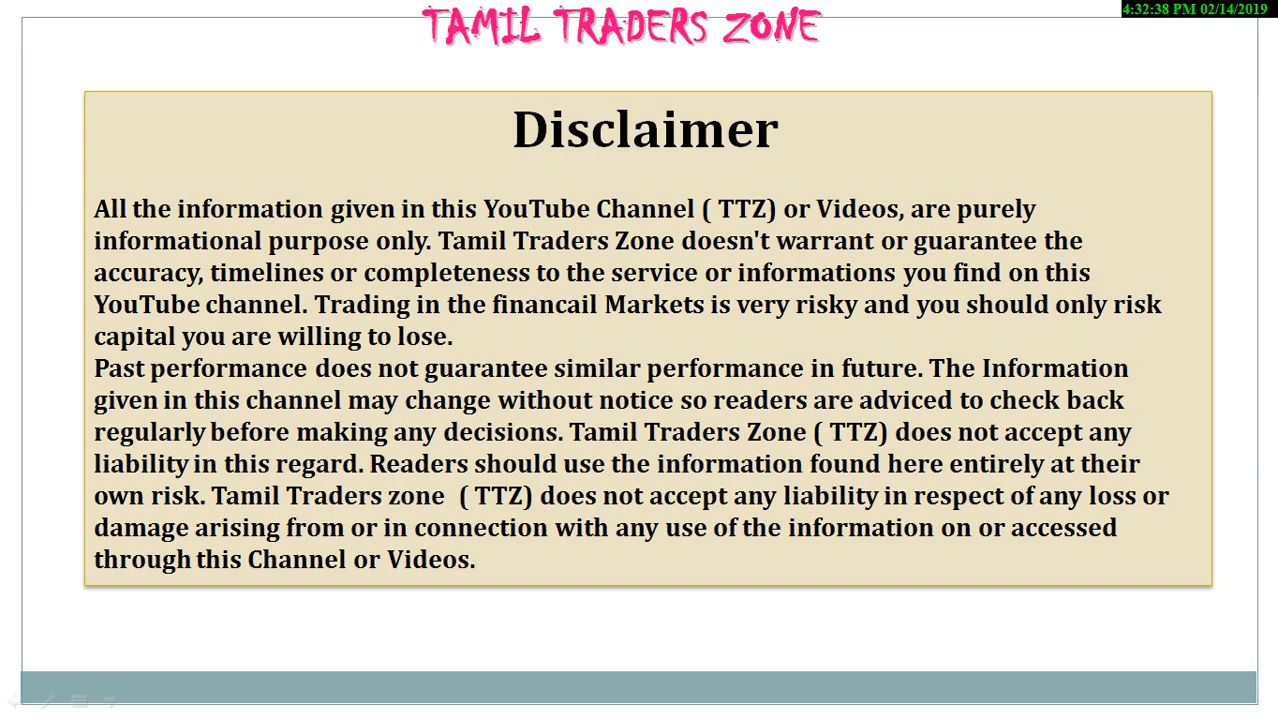 TAMIL TRADERS ZONE
4:32:38 PM 02/14/2019
Disclaimer
All the information given in this YouTube Channel ( TTZ) or Videos, are purely
informational purpose only. Tamil Traders Zone doesn't warrant or guarantee the
accuracy, timelines or completeness to the service or informations you find on this
YouTube channel. Trading in the financail Markets is very risky and you should only risk
capital you are willing to lose.
Past performance does not guarantee similar performance in future. The Information
given in this channel may change without notice so readers are adviced to check back
regularly before making any decisions. Tamil Traders Zone ( TTZ) does not accept any
liability in this regard. Readers should use the information found here entirely at their
own risk. Tamil Traders zone  ( TTZ) does not accept any liability in respect of any loss or
damage arising from or in connection with any use of the information on or accessed
through this Channel or Videos.